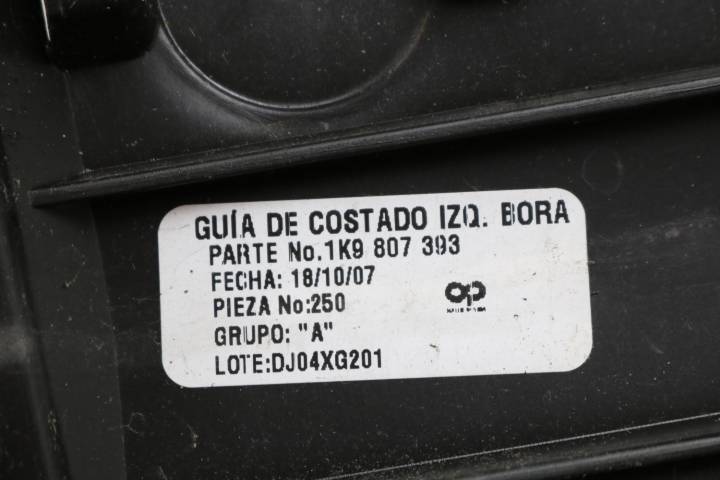 GUÍA DE COSTADO IZQ. BORA
PARTE No.1K9 807 393
FECHA: 18/10/07
PIEZA No:250
GRUPO: "A"
LOTE:DJ04XG201